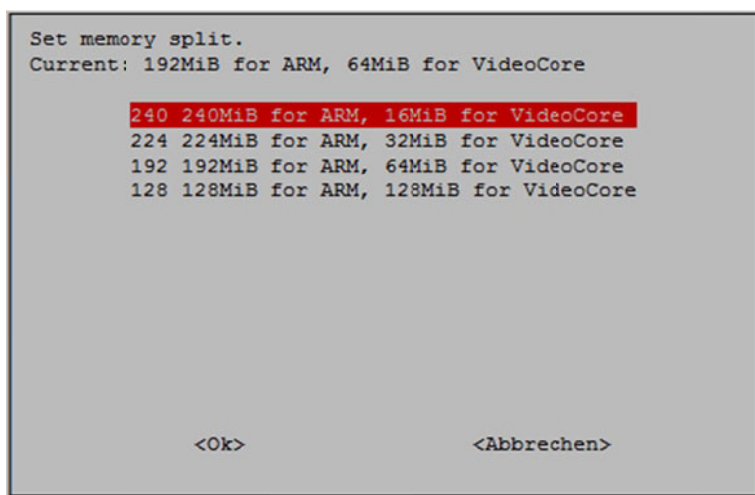 Set memory split.
Current: 192MiB for ARM, 64MiB for VideoCore
240 240MiB for ARM, 16MiB for VideoCore
224 224MiB for ARM, 32MiB for VideoCore
192 192MiB for ARM, 64MiB for VideoCore
128 128MiB for ARM, 128MiB for VideoCore
<Ok> <Abbrechen>